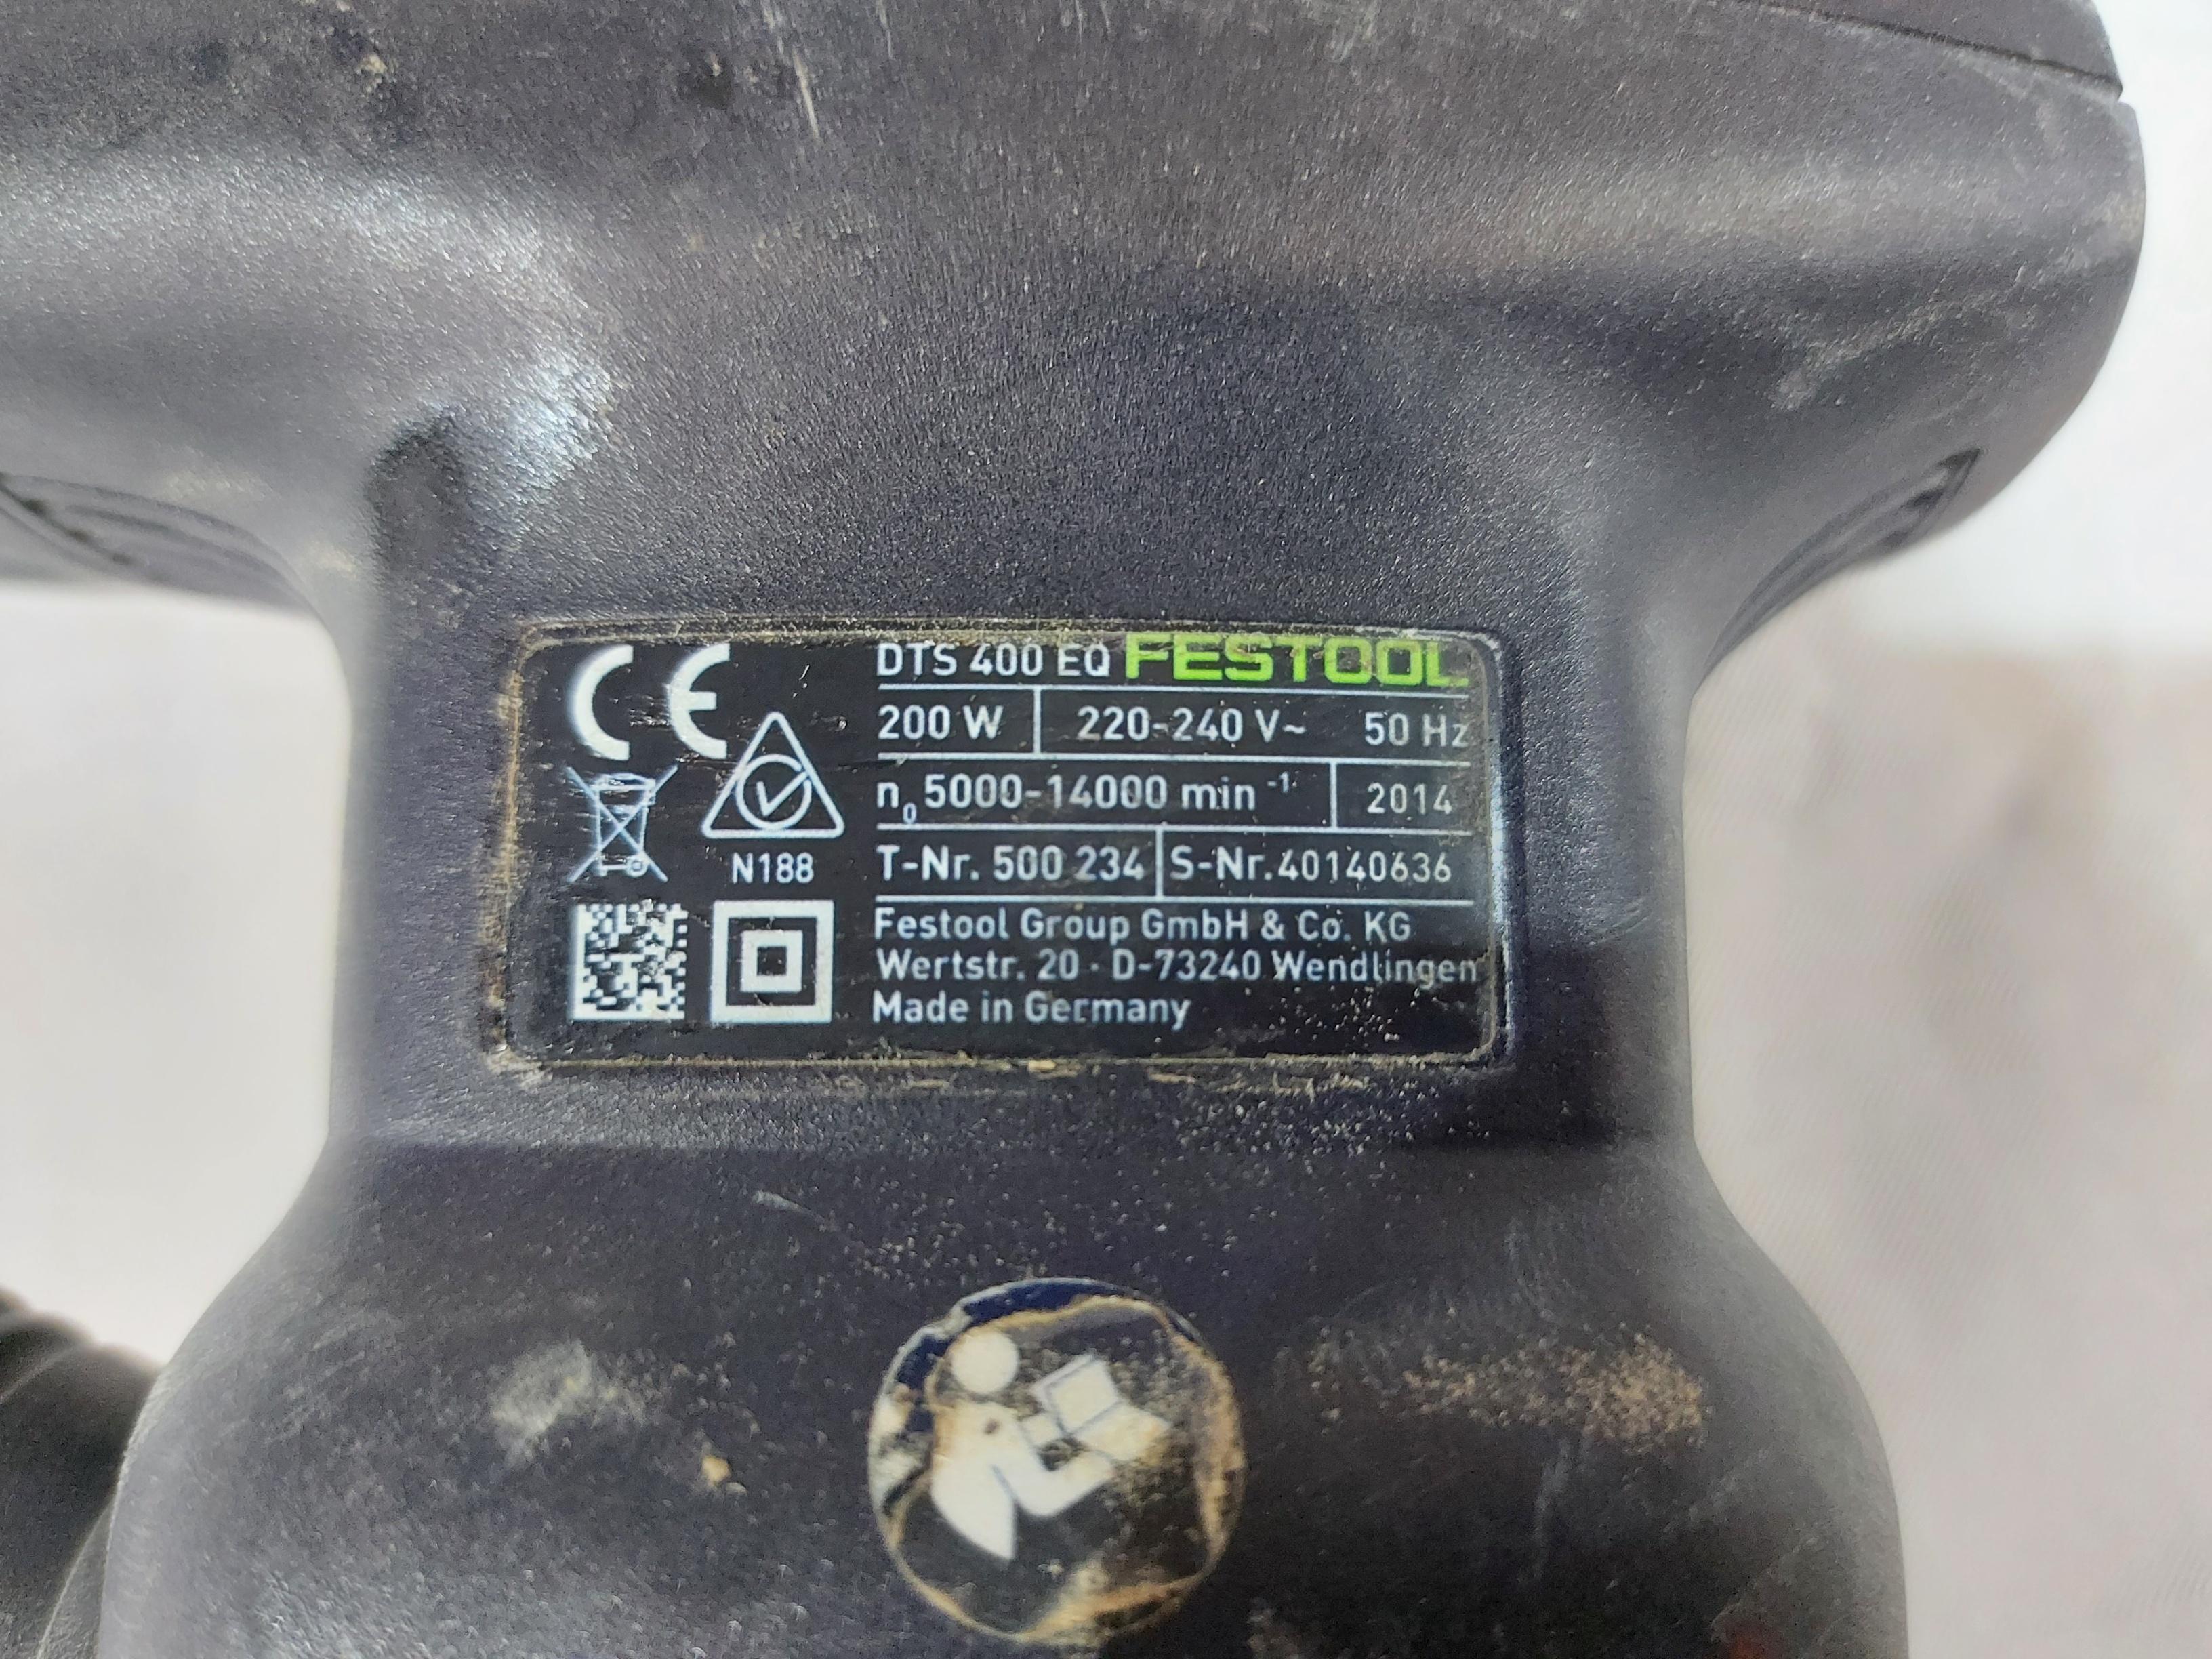 CE
DTS 400 EQ FESTOOL
200 W 220-240 V~ 50 Hz
n₀ 5000-14000 min⁻¹ 2014
N188
T-Nr. 500 234 S-Nr. 40140636
Festool Group GmbH & Co. KG
Wertstr. 20 · D-73240 Wendlingen
Made in Germany